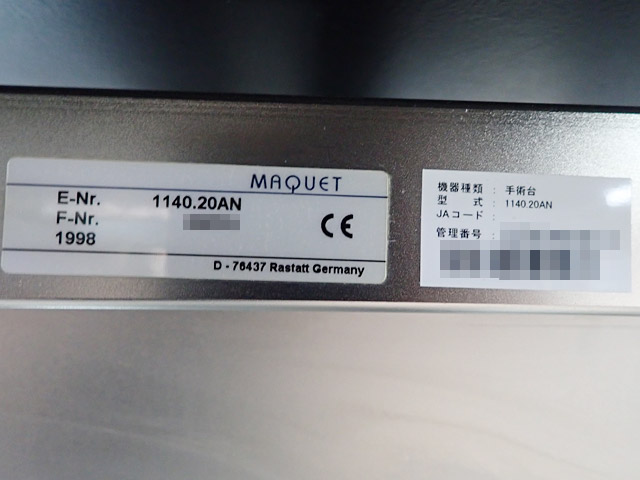 MAQUET
E-Nr. 1140.20AN
F-Nr.
1998
CE
D - 76437 Rastatt Germany
機器種類 : 手術台
型 式 : 1140.20AN
JAコード :
管理番号 :